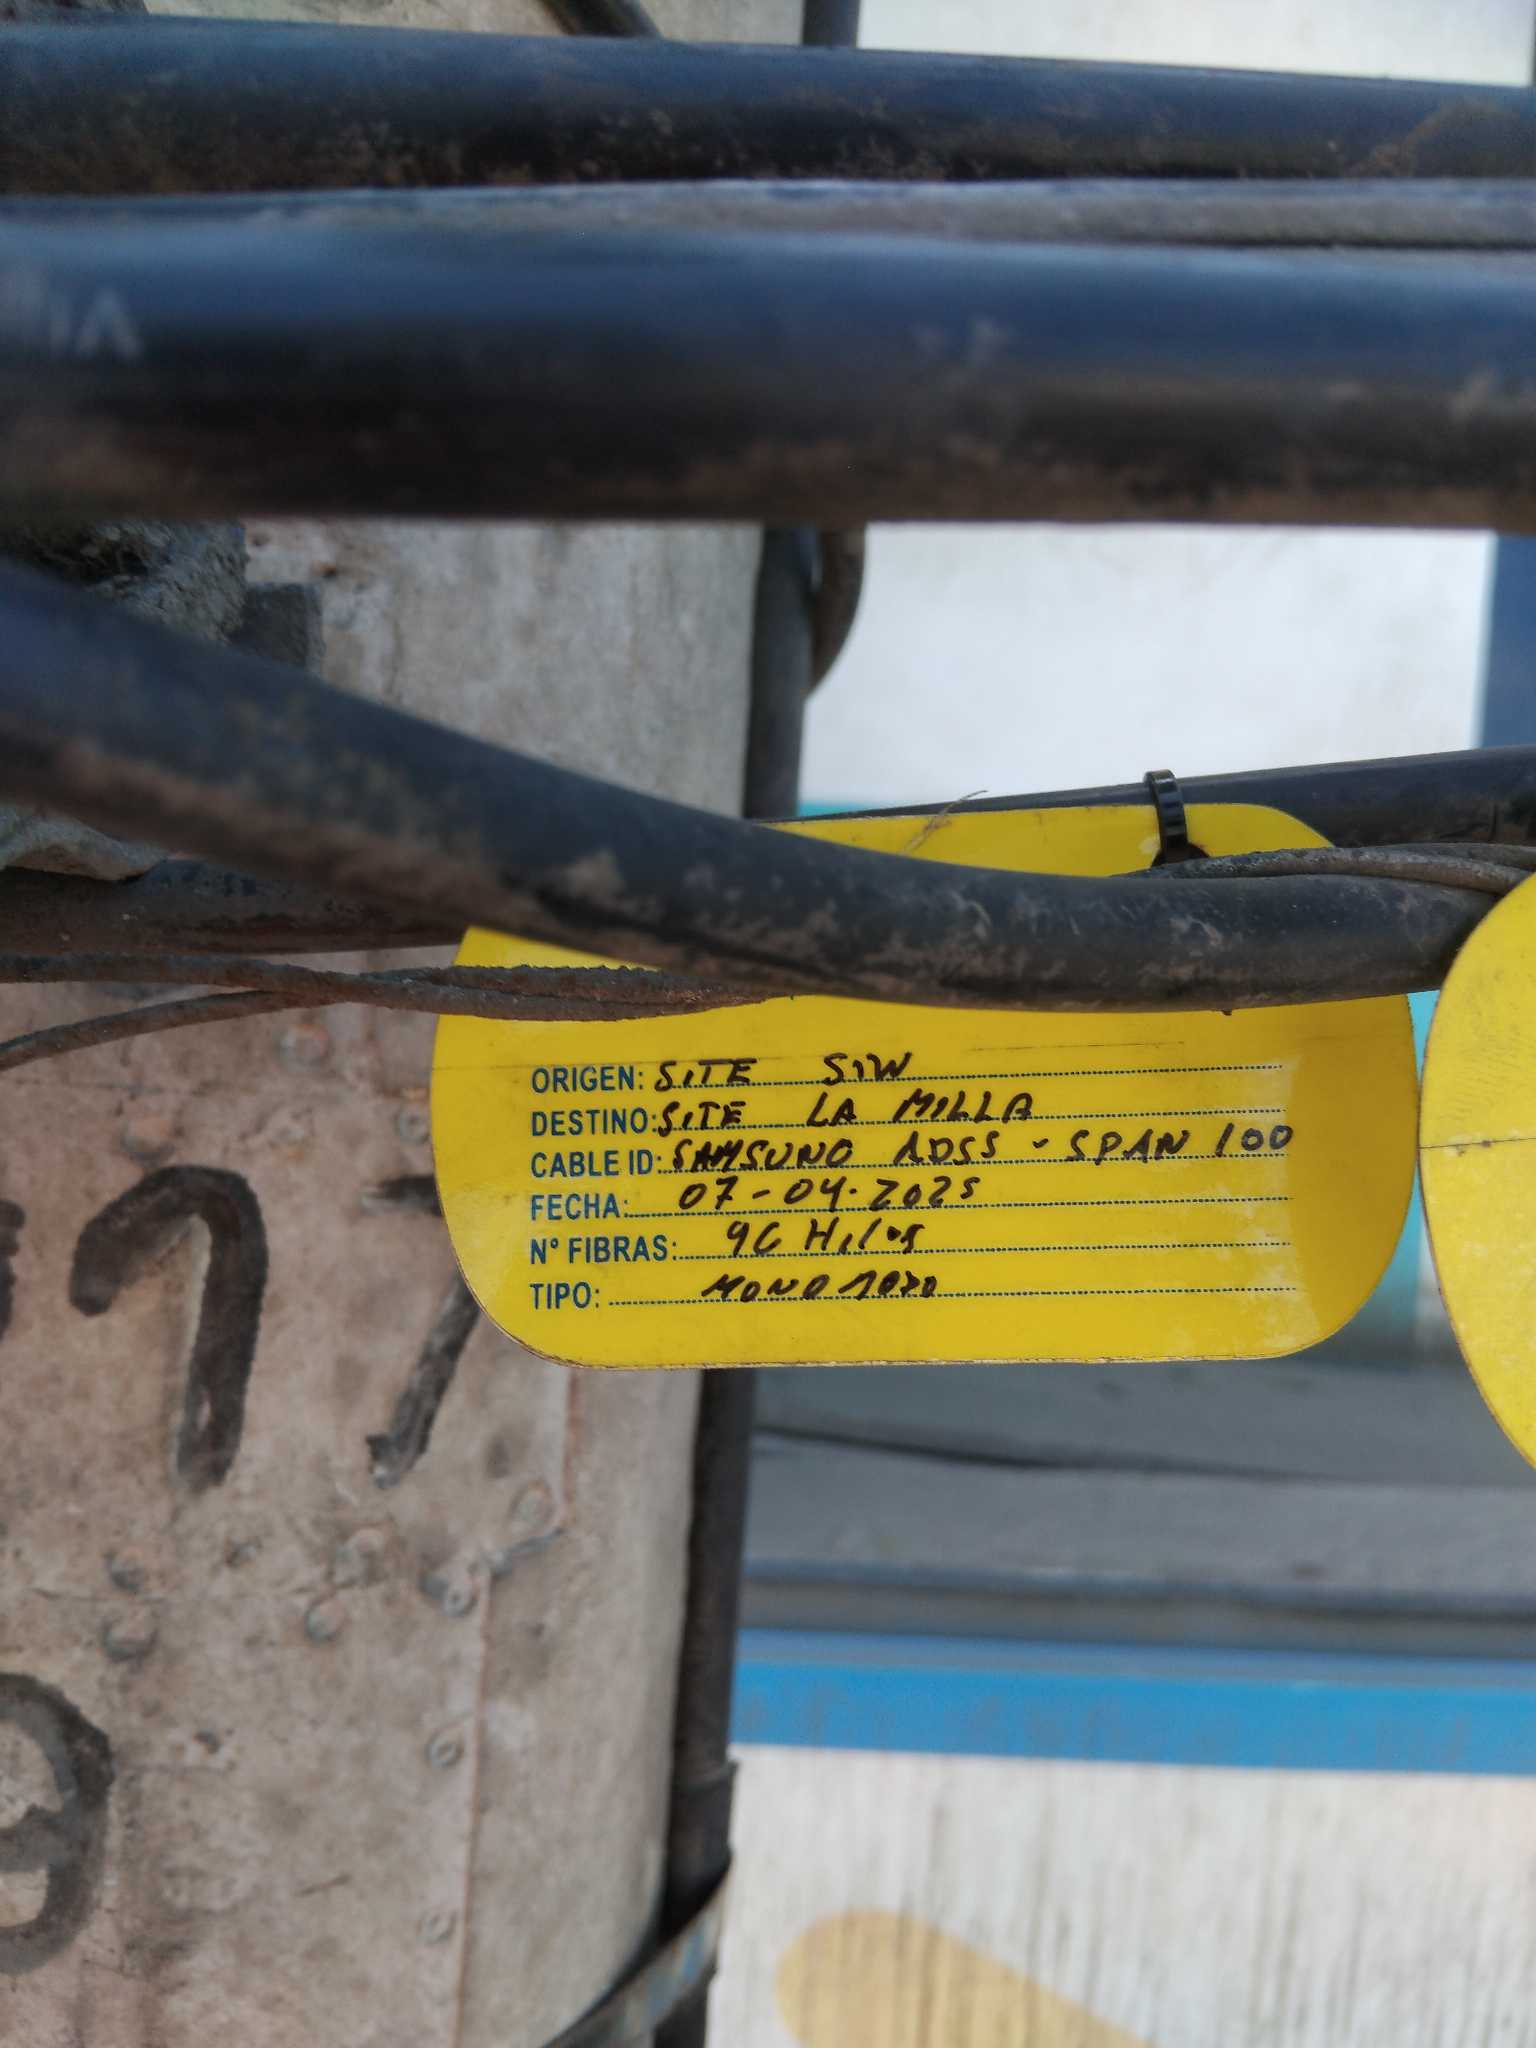 ORIGEN: SITE SIW
DESTINO: SITE LA MILLA
CABLE ID: SAMSUNG ADSS - SPAN 100
FECHA: 07-04-2025
N° FIBRAS: 96 Hilos
TIPO: MONOMODO